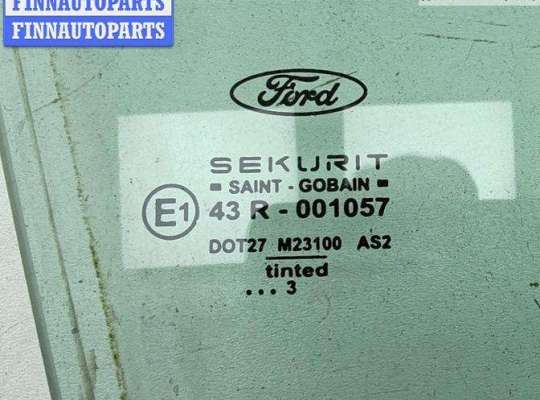 FINNAUTOPARTS
FINNAUTOPARTS
Ford
SEKURIT
SAINT - GOBAIN
E1 43 R - 001057
DOT27 M23100 AS2
tinted
... 3